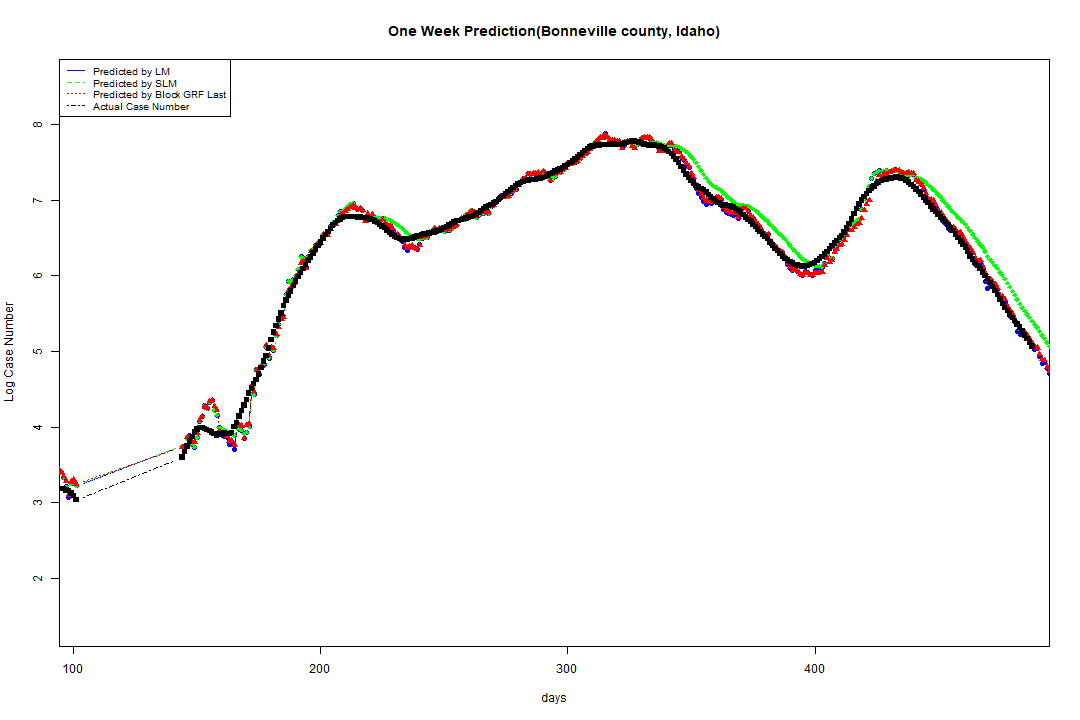 One Week Prediction(Bonneville county, Idaho)
Predicted by LM
Predicted by SLM
Predicted by Block GRF Last
Actual Case Number
8
7
6
5
4
3
2
Log Case Number
100 200 300 400
days